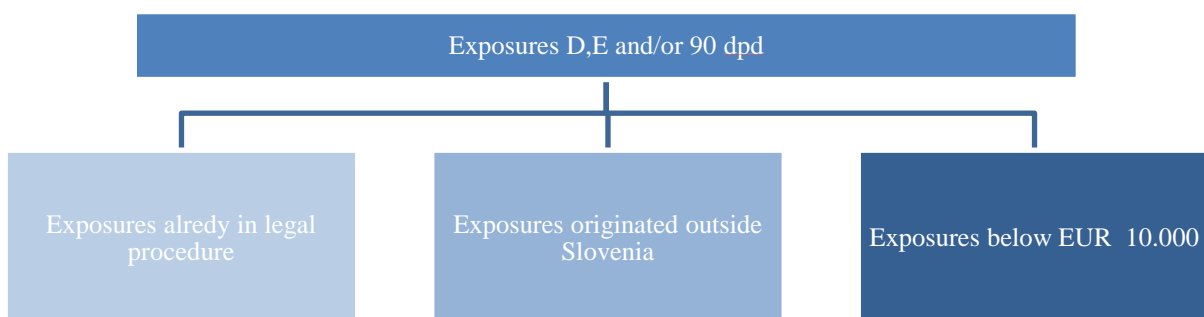 Exposures D,E and/or 90 dpd
Exposures alredy in legal
procedure
Exposures originated outside
Slovenia
Exposures below EUR  10.000